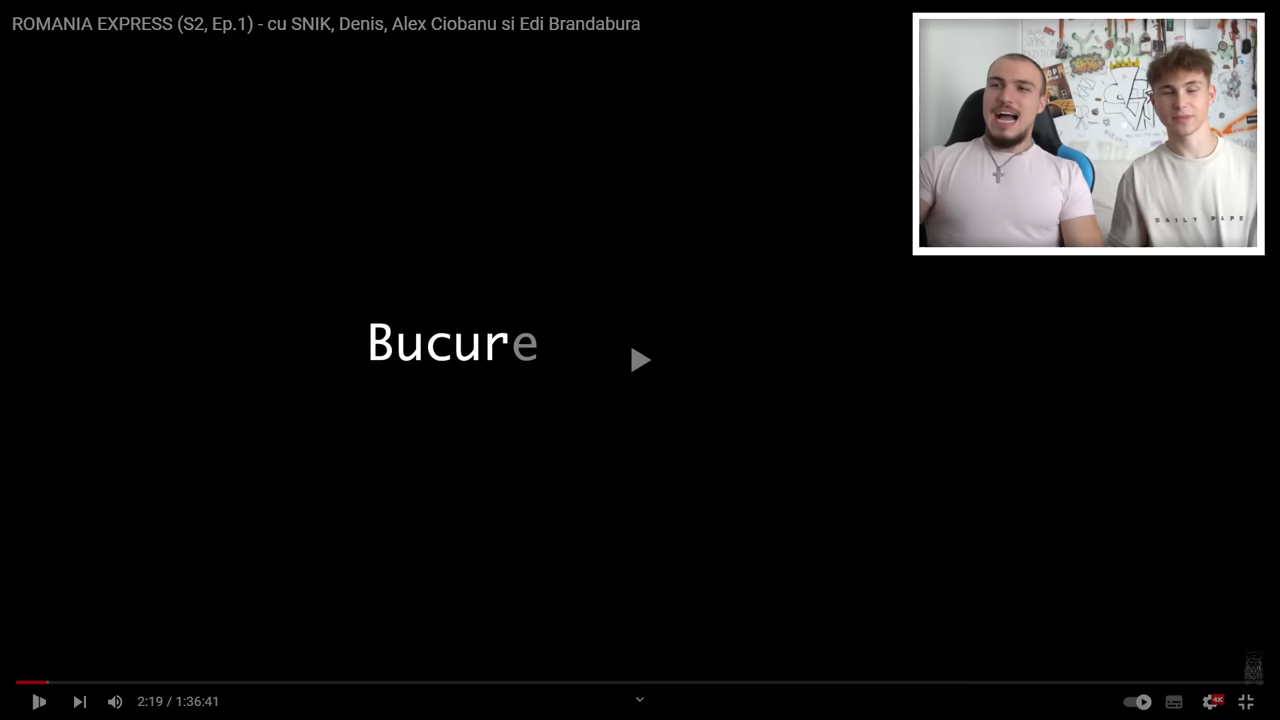 ROMANIA EXPRESS (S2, Ep.1) - cu SNIK, Denis, Alex Ciobanu si Edi Brandabura
Bucure
2:19 / 1:36:41
4K